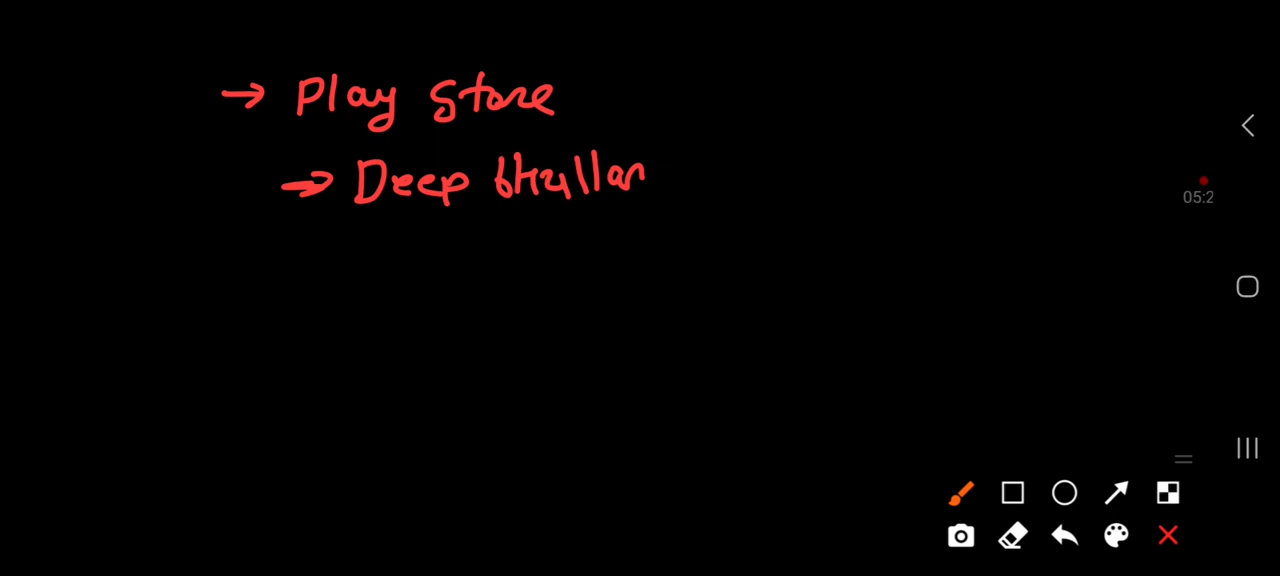 → Play Store
→ Deep bhullar
05:2